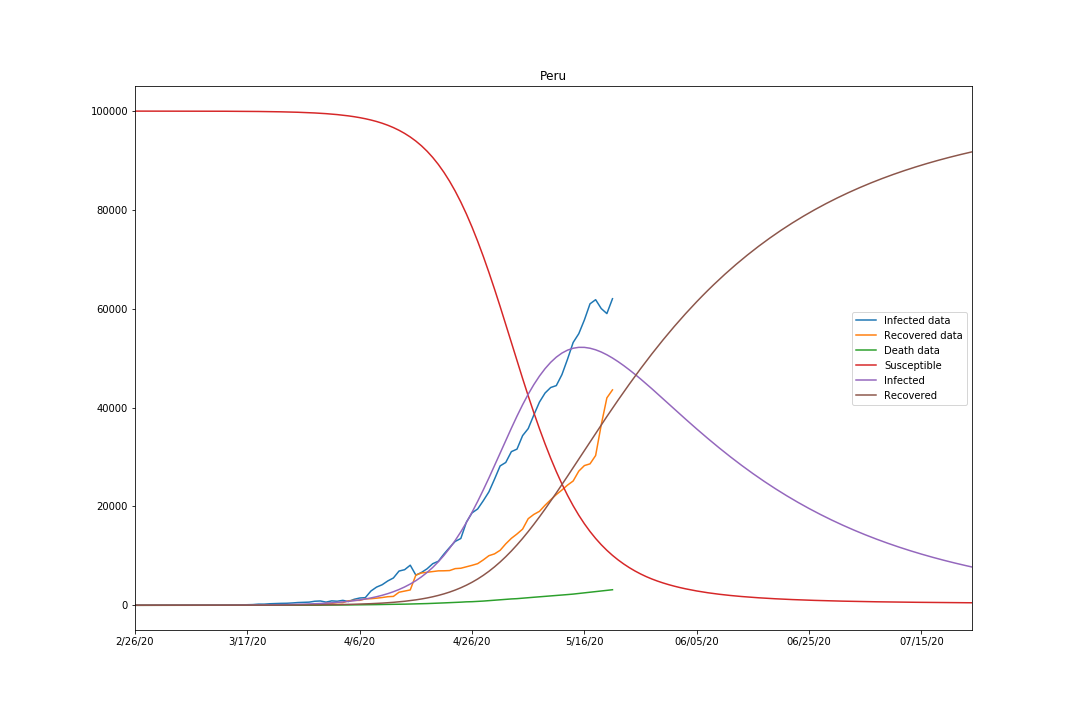 Peru
100000
80000
60000
40000
20000
0
Infected data
Recovered data
Death data
Susceptible
Infected
Recovered
2/26/20 3/17/20 4/6/20 4/26/20 5/16/20 06/05/20 06/25/20 07/15/20